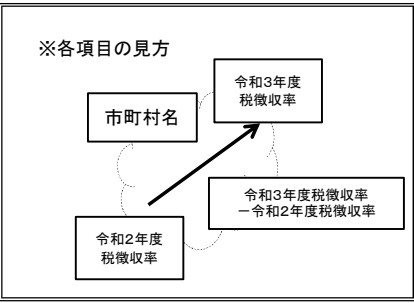 ※各項目の見方
令和3年度
税徴収率
市町村名
令和3年度税徴収率
－令和2年度税徴収率
令和2年度
税徴収率